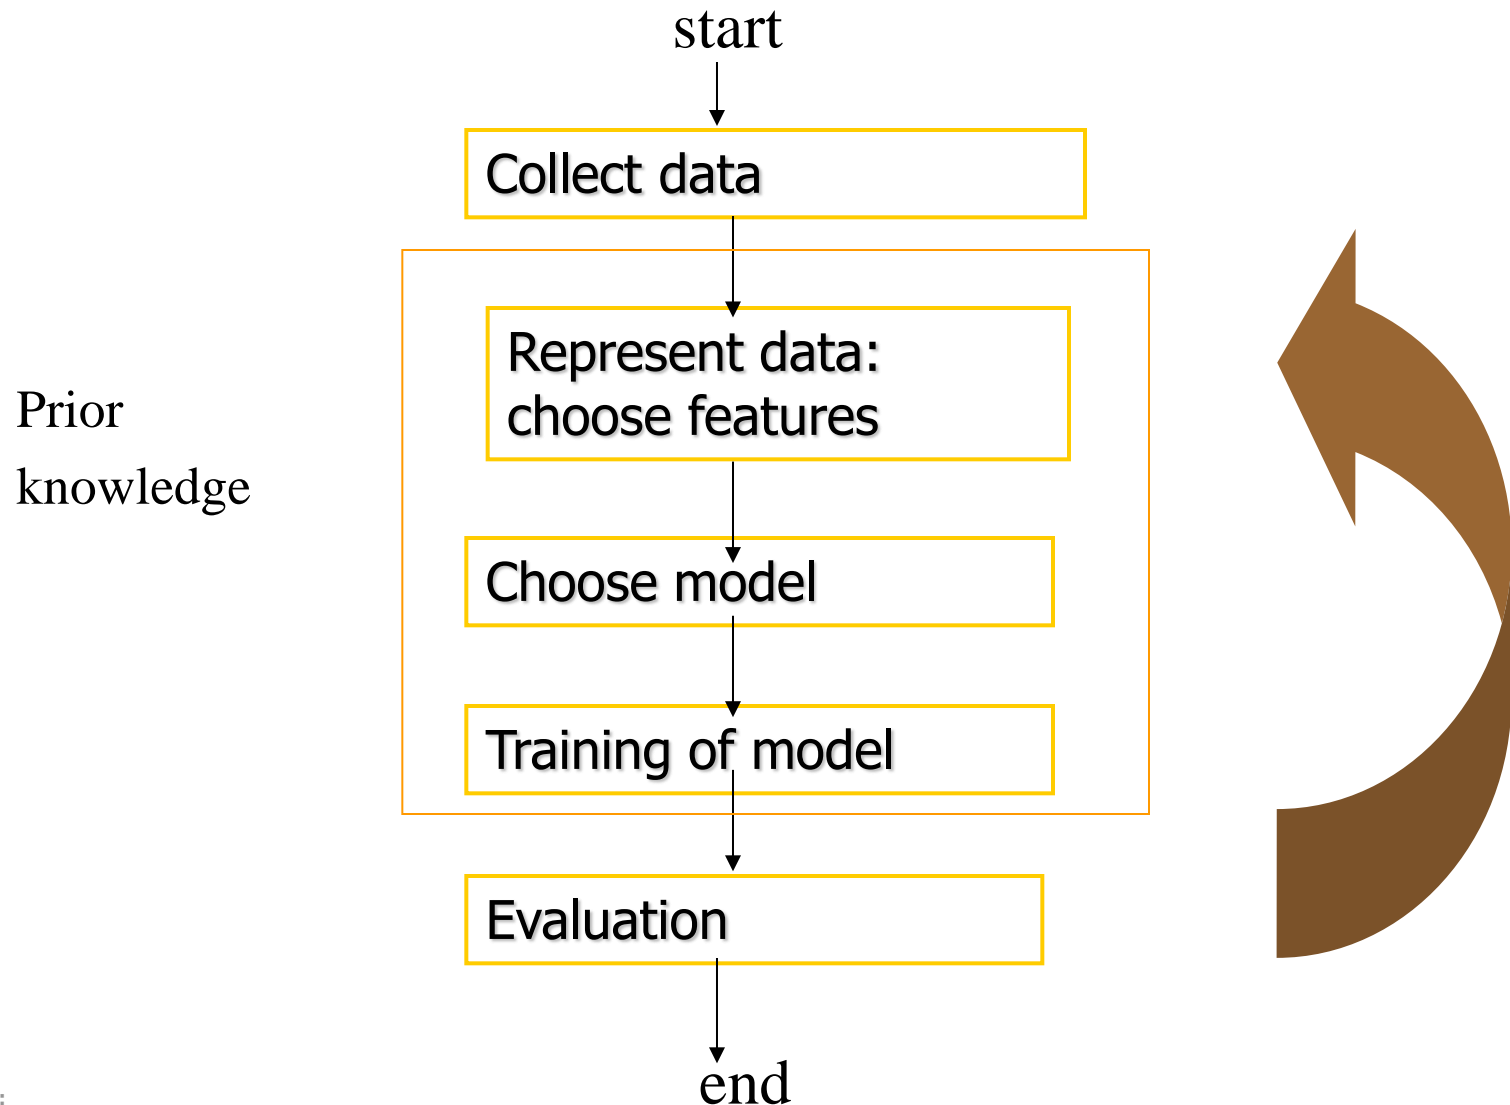 start
Collect data
Represent data:
choose features
Prior
knowledge
Choose model
Training of model
Evaluation
end